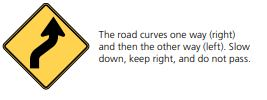 The road curves one way (right)
and then the other way (left). Slow
down, keep right, and do not pass.